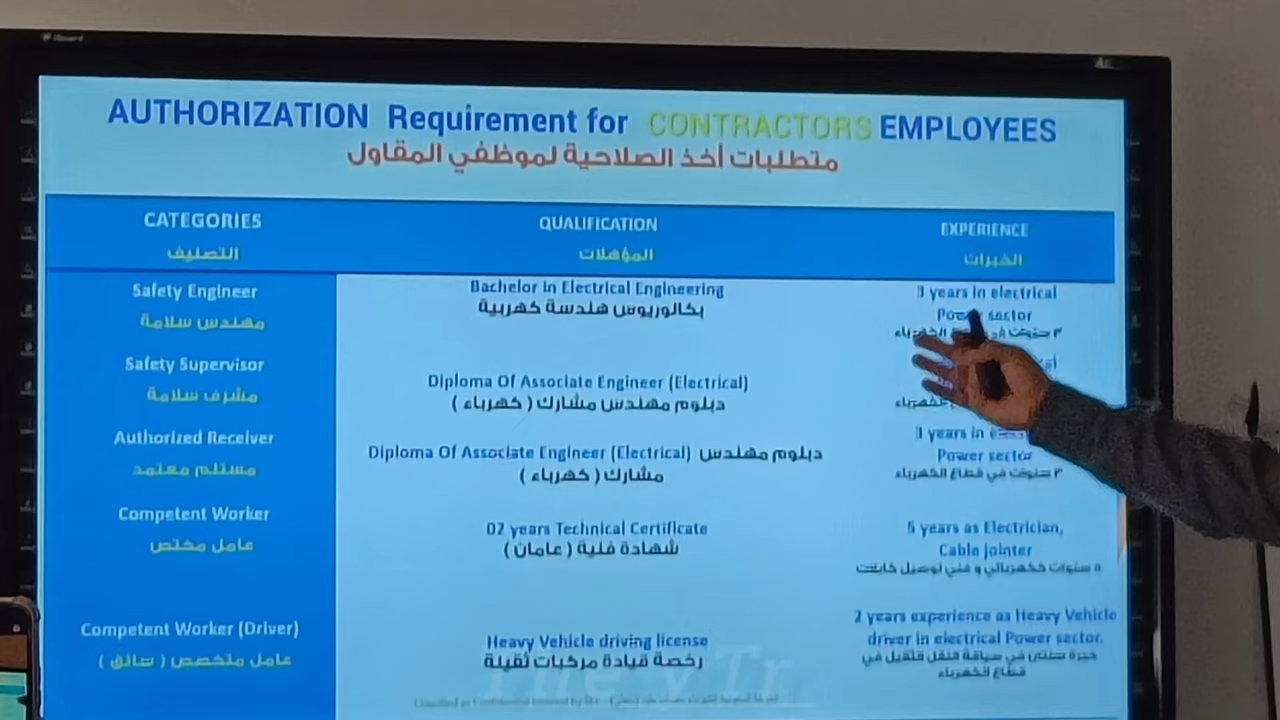 AUTHORIZATION Requirement for CONTRACTORS EMPLOYEES
متطلبات أخذ الصلاحية لموظفي المقاول
CATEGORIES QUALIFICATION EXPERIENCE
التصنيف المؤهلات الخبرات
Safety Engineer
مهندس سلامة
Bachelor in Electrical Engineering
بكالوريوس هندسة كهربية
3 years in electrical
Power sector
Safety Supervisor
مشرف سلامة
Diploma Of Associate Engineer (Electrical)
دبلوم مهندس مشارك ( كهرباء )
Authorized Receiver
مستلم معتمد
Diploma Of Associate Engineer (Electrical) دبلوم مهندس
مشارك ( كهرباء )
3 years in
Power sector
٣ سنوات في قطاع الكهرباء
Competent Worker
عامل مختص
02 years Technical Certificate
شهادة فنية ( عامان )
5 years as Electrician,
Cable jointer
٥ سنوات ككهربائي و فني توصيل كابلات
Competent Worker (Driver)
عامل متخصص ( سائق )
Heavy Vehicle driving license
رخصة قيادة مركبات ثقيلة
2 years experience as Heavy Vehicle
driver in electrical Power sector.
خبرة سنتين في سياقة النقل الثقيل في
قطاع الكهرباء